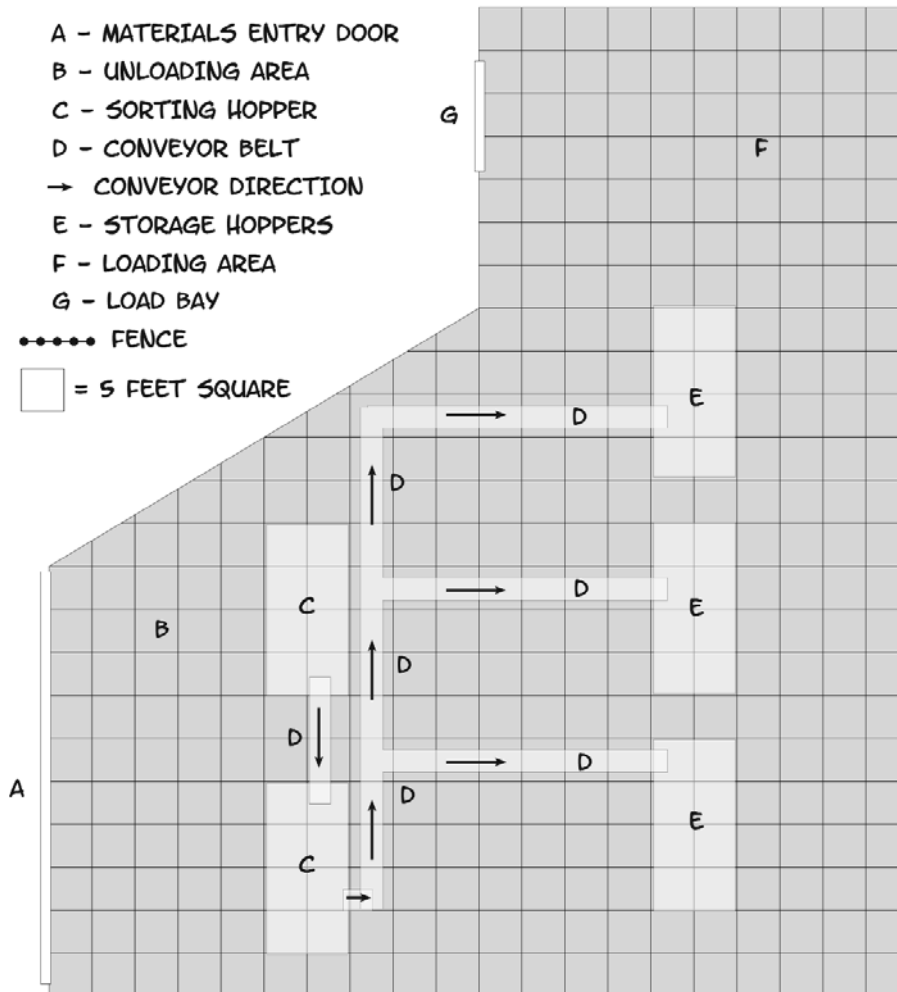 A - MATERIALS ENTRY DOOR
B - UNLOADING AREA
C - SORTING HOPPER
D - CONVEYOR BELT
→ CONVEYOR DIRECTION
E - STORAGE HOPPERS
F - LOADING AREA
G - LOAD BAY
FENCE
= 5 FEET SQUARE
G
F
E
D
D
C
D
E
B
D
D
D
A
D
E
C